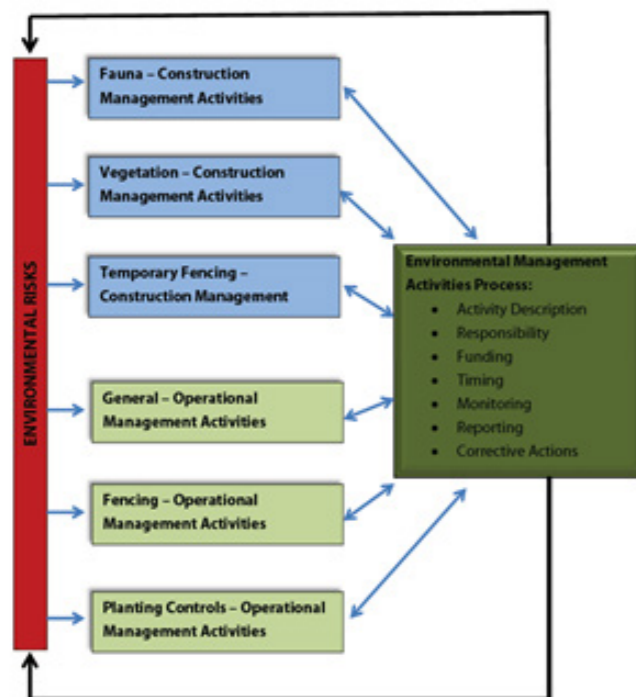 ENVIRONMENTAL RISKS
Fauna – Construction
Management Activities
Vegetation – Construction
Management Activities
Temporary Fencing –
Construction Management
General – Operational
Management Activities
Fencing – Operational
Management Activities
Planting Controls – Operational
Management Activities
Environmental Management
Activities Process:
• Activity Description
• Responsibility
• Funding
• Timing
• Monitoring
• Reporting
• Corrective Actions